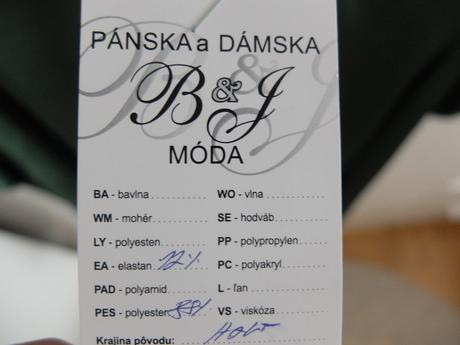 PÁNSKA a DÁMSKA
B&J
MÓDA
BA - bavlna
WO - vlna
WM - mohér
SE - hodváb
LY - polyesten
PP - polypropylen
EA - elastan 12%
PC - polyakryl
PAD - polyamid
L - ľan
PES - polyester
VS - viskóza
Krajina pôvodu: